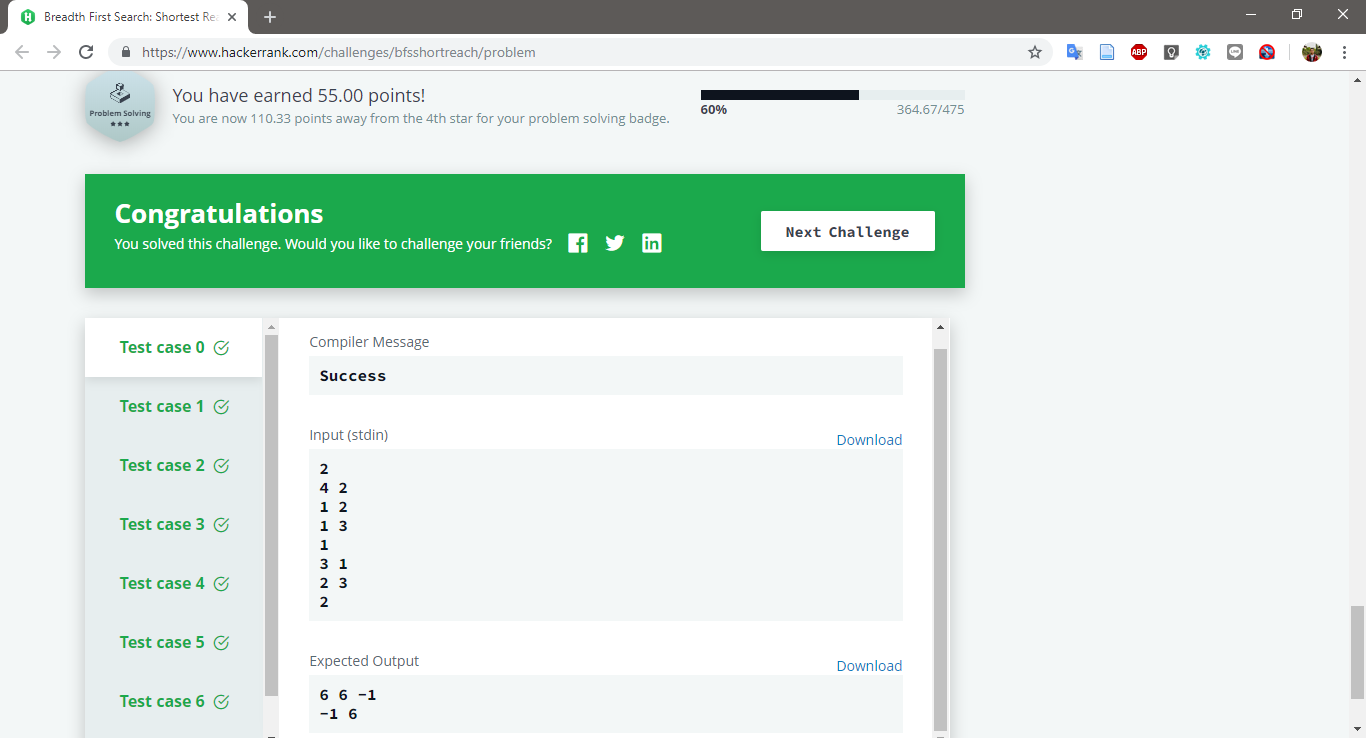 Breadth First Search: Shortest Re
https://www.hackerrank.com/challenges/bfsshortreach/problem
ABP
Problem Solving
You have earned 55.00 points!
You are now 110.33 points away from the 4th star for your problem solving badge.
60%
364.67/475
Congratulations
You solved this challenge. Would you like to challenge your friends?
Next Challenge
Test case 0
Test case 1
Test case 2
Test case 3
Test case 4
Test case 5
Test case 6
Compiler Message
Success
Input (stdin)
Download
2
4 2
1 2
1 3
1
3 1
2 3
2
Expected Output
Download
6 6 -1
-1 6